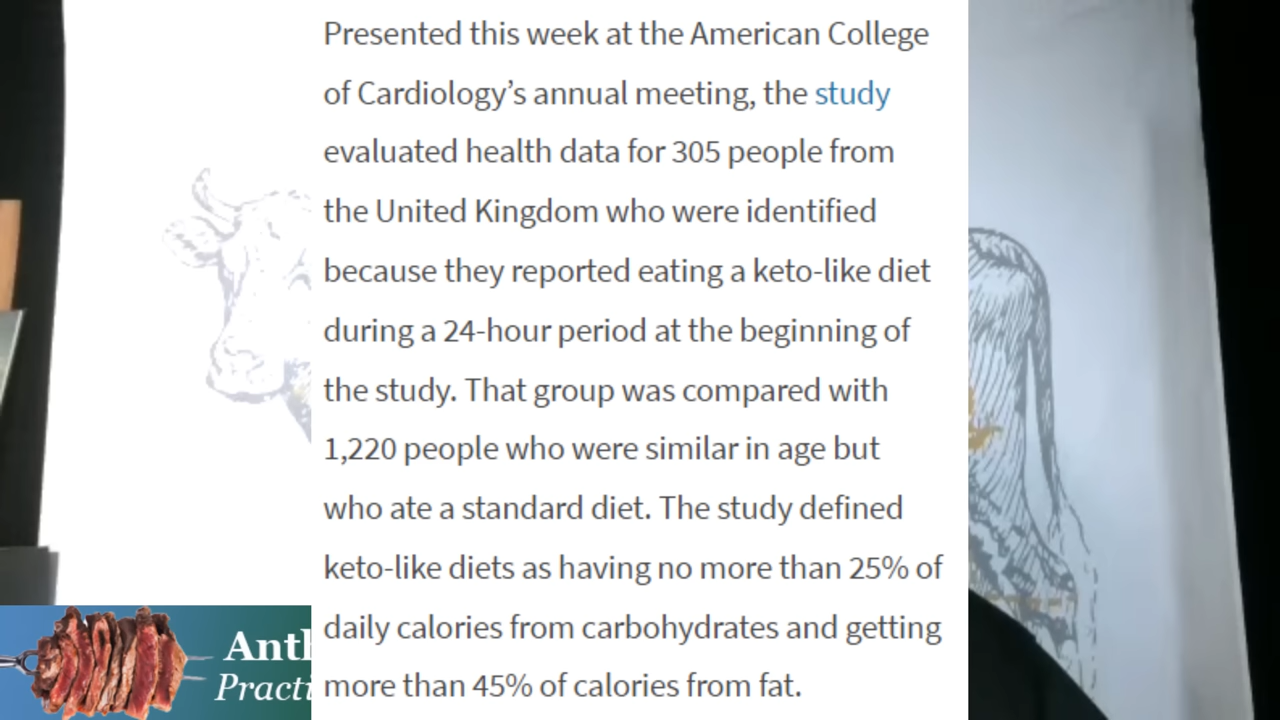 Presented this week at the American College
of Cardiology’s annual meeting, the study
evaluated health data for 305 people from
the United Kingdom who were identified
because they reported eating a keto-like diet
during a 24-hour period at the beginning of
the study. That group was compared with
1,220 people who were similar in age but
who ate a standard diet. The study defined
keto-like diets as having no more than 25% of
daily calories from carbohydrates and getting
more than 45% of calories from fat.